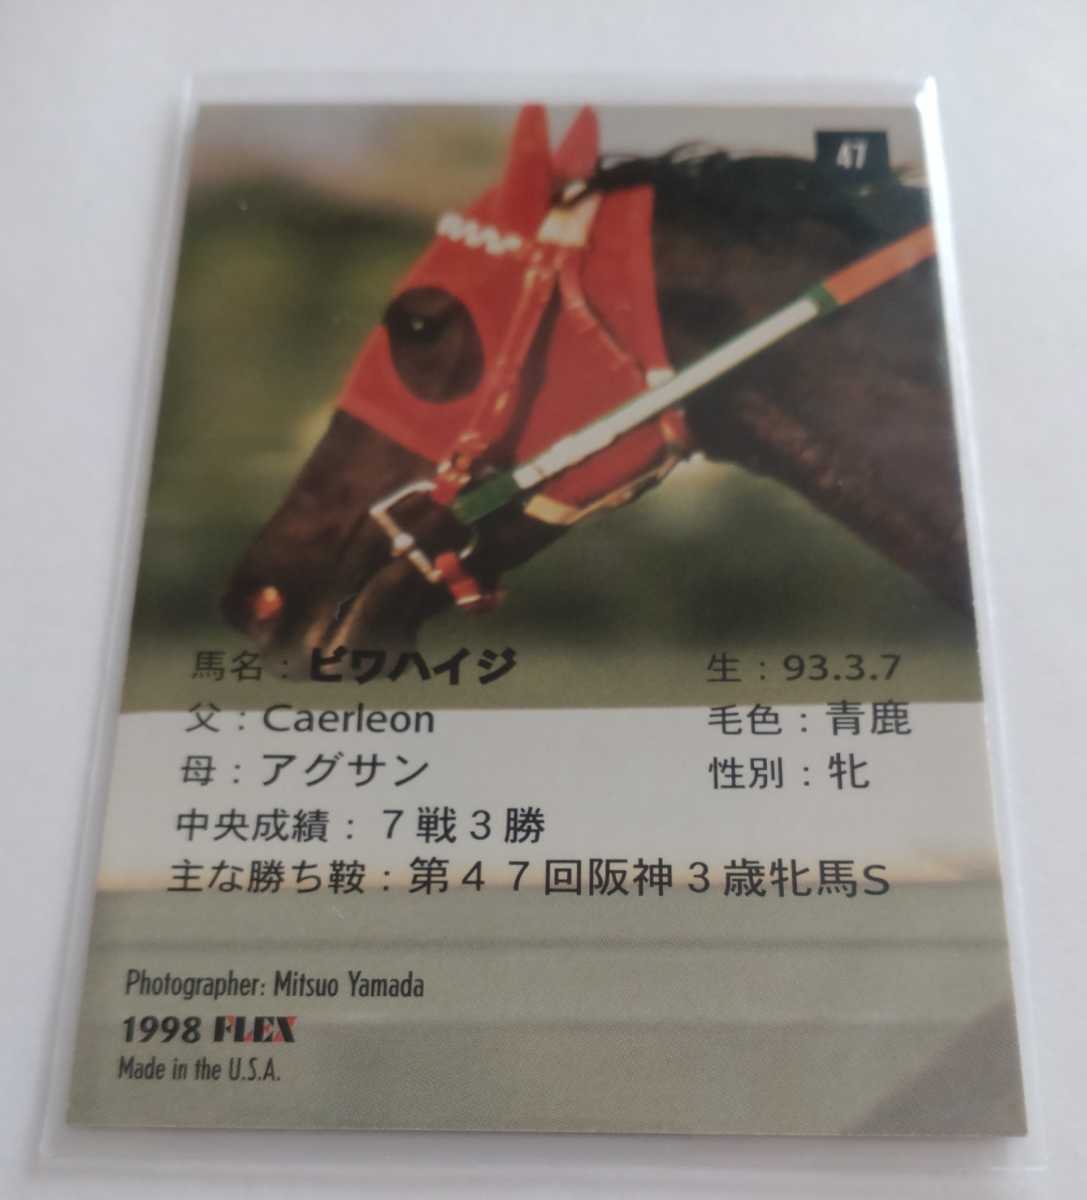 47
馬名：ビワハイジ 生：93.3.7
父：Caerleon 毛色：青鹿
母：アグサン 性別：牝
中央成績：７戦３勝
主な勝ち鞍：第４７回阪神３歳牝馬S
Photographer: Mitsuo Yamada
1998 FLEX
Made in the U.S.A.